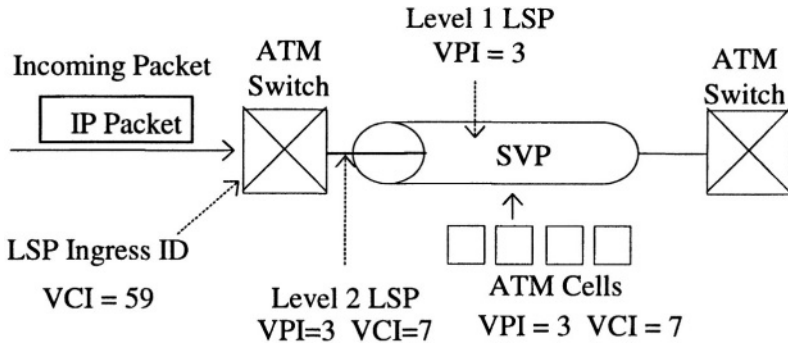 Level 1 LSP
VPI = 3
ATM
Switch
ATM
Switch
Incoming Packet
IP Packet
SVP
LSP Ingress ID
VCI = 59
Level 2 LSP
VPI=3 VCI=7
ATM Cells
VPI = 3 VCI = 7